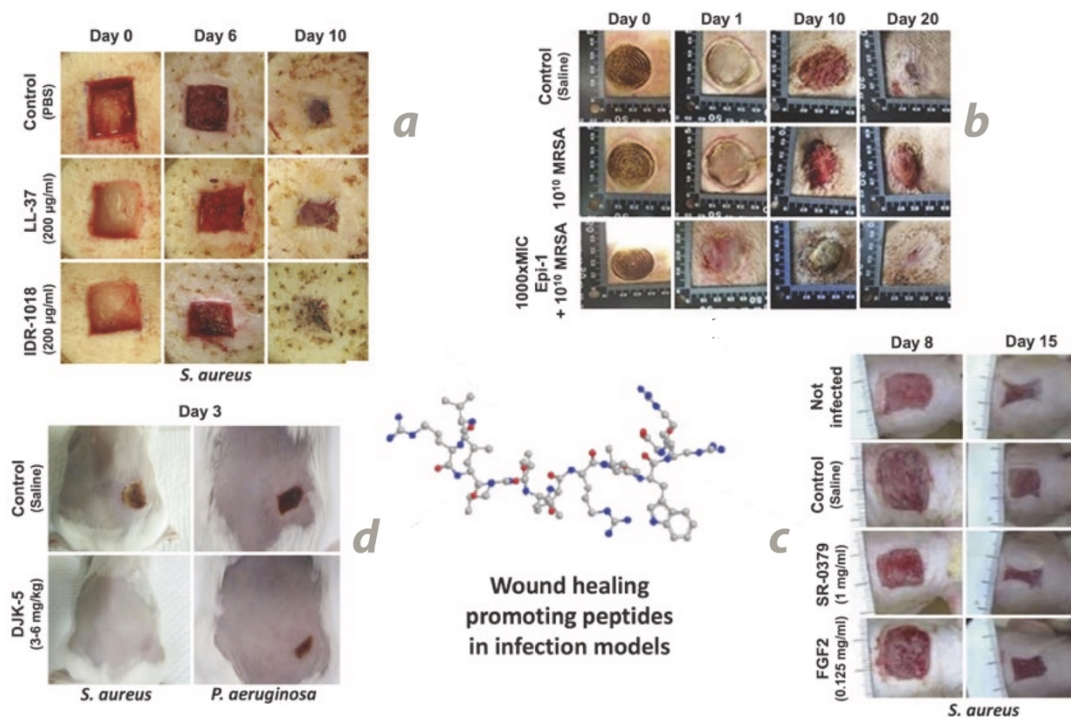 Day 0 Day 6 Day 10
Control
(PBS)
LL-37
(200 µg/ml)
IDR-1018
(200 µg/ml)
S. aureus
a
Day 0 Day 1 Day 10 Day 20
Control
(Saline)
10¹⁰ MRSA
1000xMIC
Epi-1
+ 10¹⁰ MRSA
b
Day 3
Control
(Saline)
DJK-5
(3-6 mg/kg)
S. aureus P. aeruginosa
d
Wound healing
promoting peptides
in infection models
c
Day 8 Day 15
Not
infected
Control
(Saline)
SR-0379
(1 mg/ml)
FGF2
(0.125 mg/ml)
S. aureus